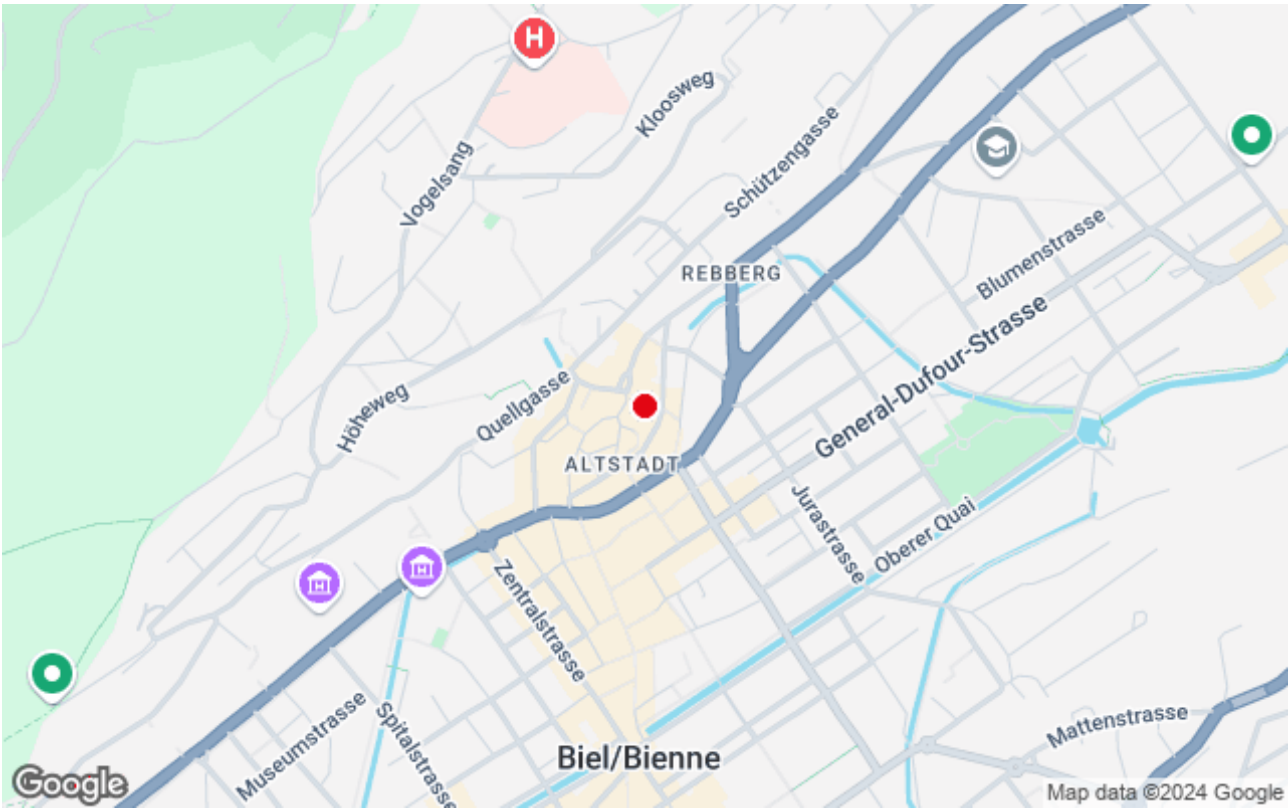 H
Kloosweg
Vogelsang
Schützengasse
REBBERG
Blumenstrasse
General-Dufour-Strasse
Höheweg
Quellgasse
ALTSTADT
Jurastrasse
Oberer Quai
H
H
Zentralstrasse
Museumstrasse
Spitalstrasse
Mattenstrasse
Biel/Bienne
Google
Map data ©2024 Google